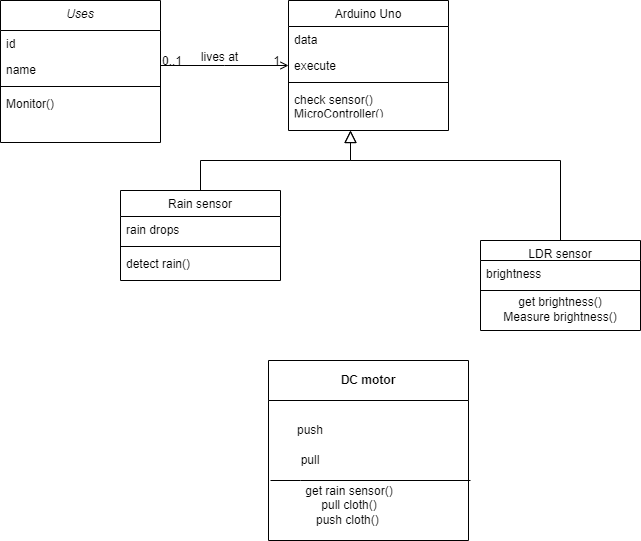 Uses
id
name
Monitor()
0..1
lives at
1
Arduino Uno
data
execute
check sensor()
MicroController()
Rain sensor
rain drops
detect rain()
LDR sensor
brightness
get brightness()
Measure brightness()
DC motor
push
pull
get rain sensor()
pull cloth()
push cloth()